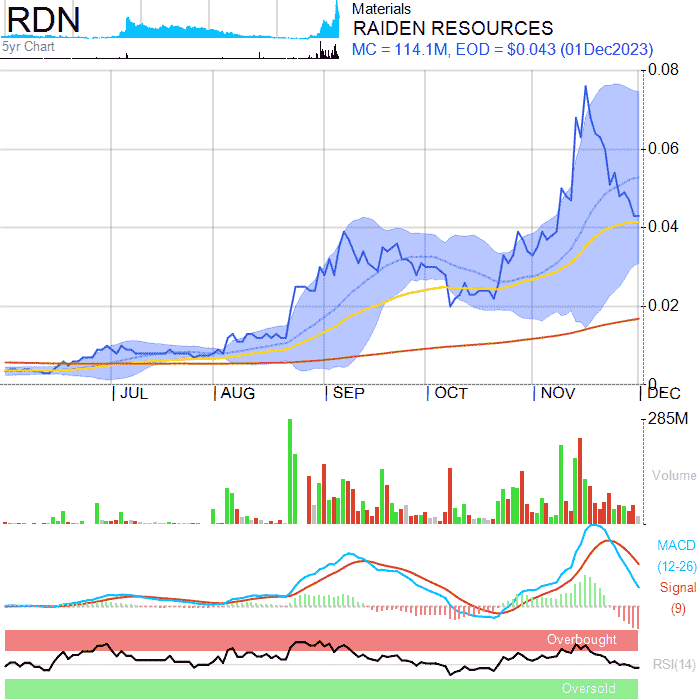 RDN
5yr Chart
Materials
RAIDEN RESOURCES
MC = 114.1M, EOD = $0.043 (01Dec2023)
0.08
0.06
0.04
0.02
0
JUL
AUG
SEP
OCT
NOV
DEC
285M
Volume
MACD
(12-26)
Signal
(9)
Overbought
RSI(14)
Oversold